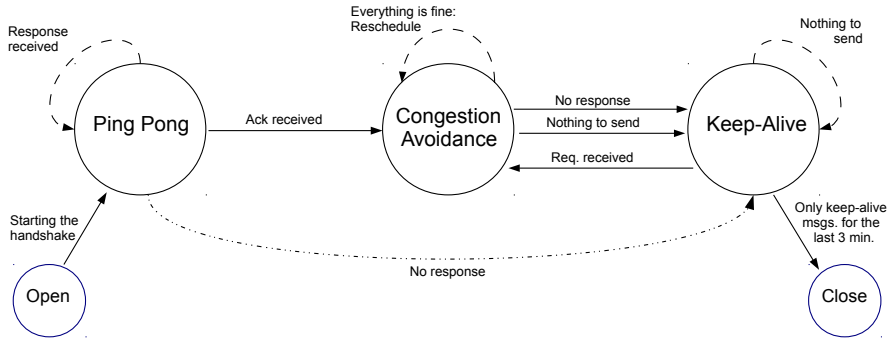 Everything is fine:
Reschedule
Response
received
Nothing to
send
Ping Pong
Ack received
Congestion
Avoidance
No response
Nothing to send
Req. received
Keep-Alive
Starting the
handshake
Only keep-alive
msgs. for the
last 3 min.
No response
Open
Close